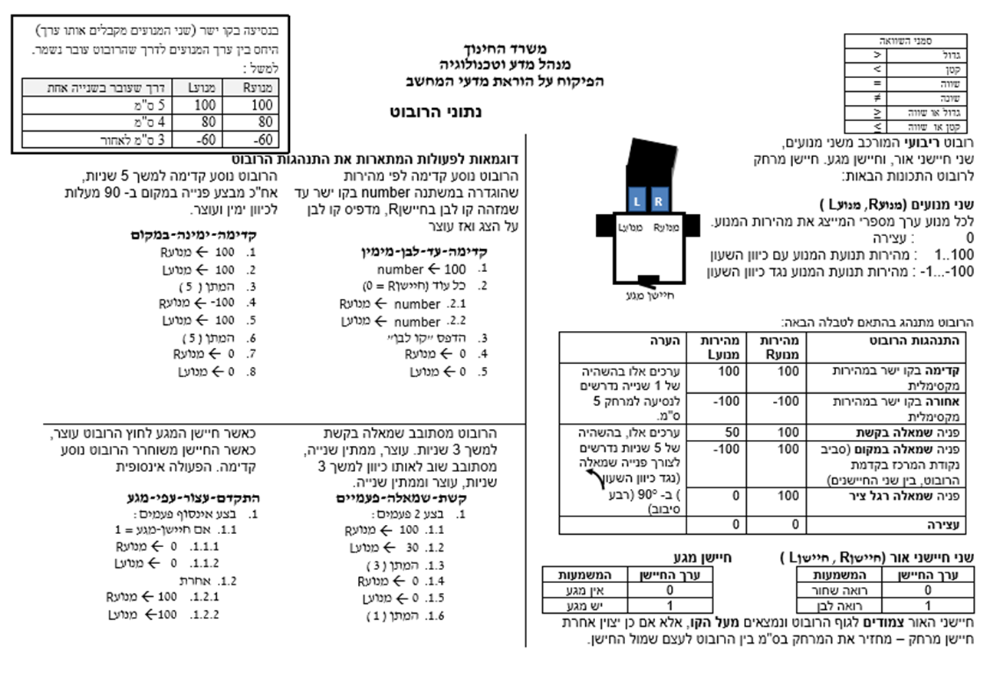 משרד החינוך
מנהל מדע וטכנולוגיה
הפיקוח על הוראת מדעי המחשב
נתוני הרובוט
סמני השוואה
גדול >
קטן <
שווה =
שונה ≠
גדול או שווה ≥
קטן או שווה ≤
רובוט ריבועי המורכב משני מנועים,
שני חיישני אור, וחיישן מגע. חיישן מרחק
לרובוט התכונות הבאות:
שני מנועים (מנועR, מנועL )
לכל מנוע ערך מספרי המייצג את מהירות המנוע.
0 : עצירה
1..100 : מהירות תנועת המנוע עם כיוון השעון
-1...-100 : מהירות תנועת המנוע נגד כיוון השעון
L R
מנועL מנועR
חיישן מגע
הרובוט מתנהג בהתאם לטבלה הבאה:
התנהגות הרובוט | מהירות מנועR | מהירות מנועL | הערה
קדימה בקו ישר במהירות מקסימלית | 100 | 100 | ערכים אלו בהשהיה של 1 שנייה נדרשים לנסיעה למרחק 5 ס"מ.
אחורה בקו ישר במהירות מקסימלית | -100 | -100
פניה שמאלה בקשת | 100 | 50 | ערכים אלו, בהשהיה של 5 שניות נדרשים לצורך פנייה שמאלה (נגד כיוון השעון ) ב- 90° (רבע סיבוב)
פניה שמאלה במקום (סביב נקודת המרכז בקדמת הרובוט, בין שני החיישנים) | 100 | -100
פניה שמאלה רגל ציר | 100 | 0
עצירה | 0 | 0
שני חיישני אור (חיישןR , חיישןL )
ערך החיישן | המשמעות
0 | רואה שחור
1 | רואה לבן
חיישן מגע
ערך החיישן | המשמעות
0 | אין מגע
1 | יש מגע
חיישני האור צמודים לגוף הרובוט ונמצאים מעל הקו, אלא אם כן יצוין אחרת
חיישן מרחק – מחזיר את המרחק בס"מ בין הרובוט לעצם שמול החישן.
בנסיעה בקו ישר (שני המנועים מקבלים אותו ערך)
היחס בין ערך המנועים לדרך שהרובוט עובר נשמר.
למשל :
מנועR | מנועL | דרך שעובר בשנייה אחת
100 | 100 | 5 ס"מ
80 | 80 | 4 ס"מ
-60 | -60 | 3 ס"מ לאחור
דוגמאות לפעולות המתארות את התנהגות הרובוט
הרובוט נוסע קדימה לפי מהירות
שהוגדרה במשתנה number בקו ישר עד
שמזהה קו לבן בחיישןR, מדפיס קו לבן
על הצג ואז עוצר
קדימה-עד-לבן-מימין
1. number ← 100
2. כל עוד (חיישןR = 0)
2.1. מנועR ← number
2.2. מנועL ← number
3. הדפס "קו לבן"
4. מנועR ← 0
5. מנועL ← 0
הרובוט נוסע קדימה למשך 5 שניות,
אח"כ מבצע פנייה במקום ב- 90 מעלות
לכיוון ימין ועוצר.
קדימה-ימינה-במקום
1. מנועR ← 100
2. מנועL ← 100
3. המתן ( 5 )
4. מנועR ← -100
5. מנועL ← 100
6. המתן ( 5 )
7. מנועR ← 0
8. מנועL ← 0
הרובוט מסתובב שמאלה בקשת
למשך 3 שניות. עוצר, ממתין שנייה,
מסתובב שוב לאותו כיוון למשך 3
שניות, עוצר וממתין שנייה.
קשת-שמאלה-פעמיים
1. בצע 2 פעמים :
1.1. מנועR ← 100
1.2. מנועL ← 30
1.3. המתן ( 3 )
1.4. מנועR ← 0
1.5. מנועL ← 0
1.6. המתן ( 1 )
כאשר חיישן המגע לחוץ הרובוט עוצר,
כאשר החיישן משוחרר הרובוט נוסע
קדימה. הפעולה אינסופית
התקדם-עצור-עפי-מגע
1. בצע אינסוף פעמים :
1.1. אם חיישן-מגע = 1
1.1.1. מנועR ← 0
1.1.2. מנועL ← 0
1.2. אחרת
1.2.1. מנועR ← 100
1.2.2. מנועL ← 100